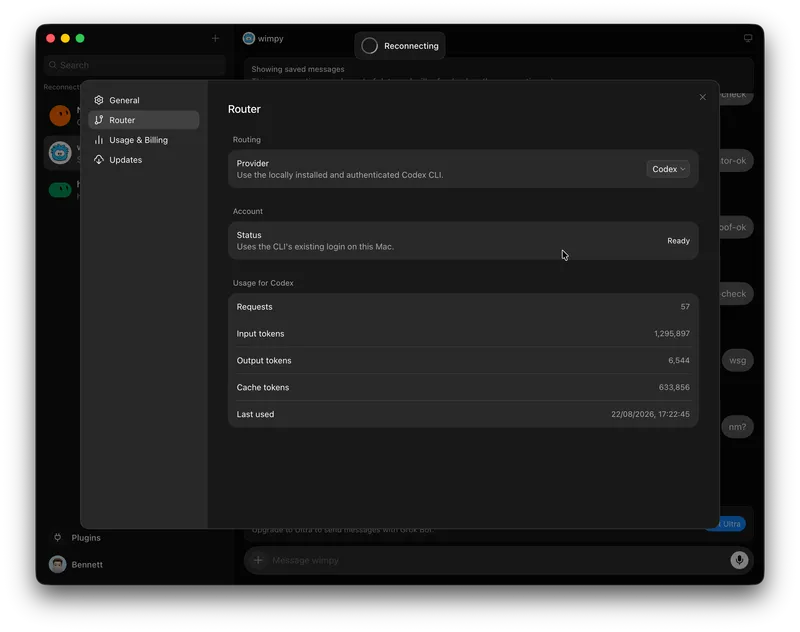 wimpy
Reconnecting
Search
Showing saved messages
General
Router
Usage & Billing
Updates
Router
Routing
Provider
Use the locally installed and authenticated Codex CLI.
Codex
Account
Status
Uses the CLI's existing login on this Mac.
Ready
Usage for Codex
Requests
57
Input tokens
1,295,897
Output tokens
6,544
Cache tokens
633,856
Last used
22/08/2026, 17:22:45
check
tor-ok
oof-ok
check
wsg
nm?
Upgrade to Ultra to send messages with Grok Bot.
Ultra
Plugins
Bennett
Message wimpy